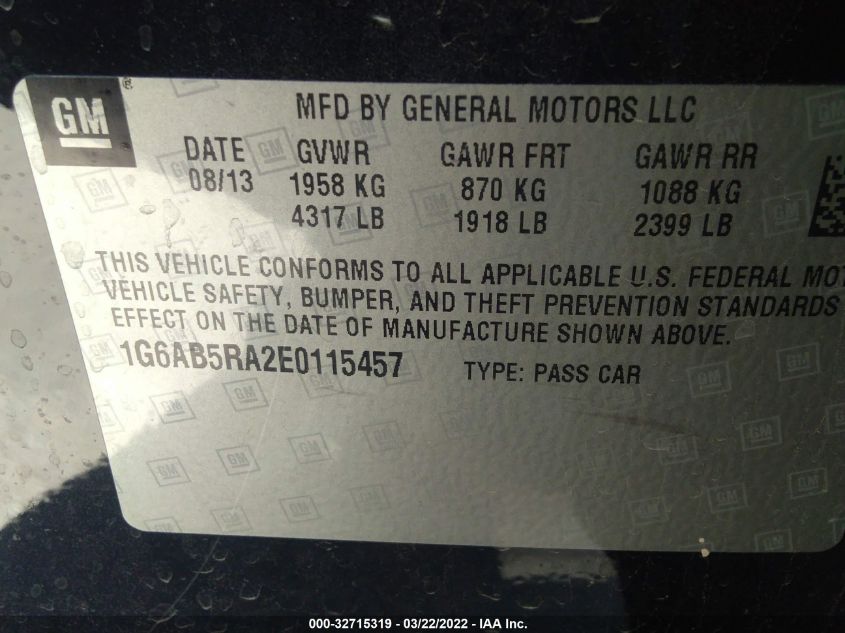 GM
MFD BY GENERAL MOTORS LLC
DATE GVWR GAWR FRT GAWR RR
08/13 1958 KG 870 KG 1088 KG
4317 LB 1918 LB 2399 LB
THIS VEHICLE CONFORMS TO ALL APPLICABLE U.S. FEDERAL
VEHICLE SAFETY, BUMPER, AND THEFT PREVENTION STANDARDS
EFFECT ON THE DATE OF MANUFACTURE SHOWN ABOVE.
1G6AB5RA2E0115457 TYPE: PASS CAR
000-32715319 - 03/22/2022 - IAA Inc.